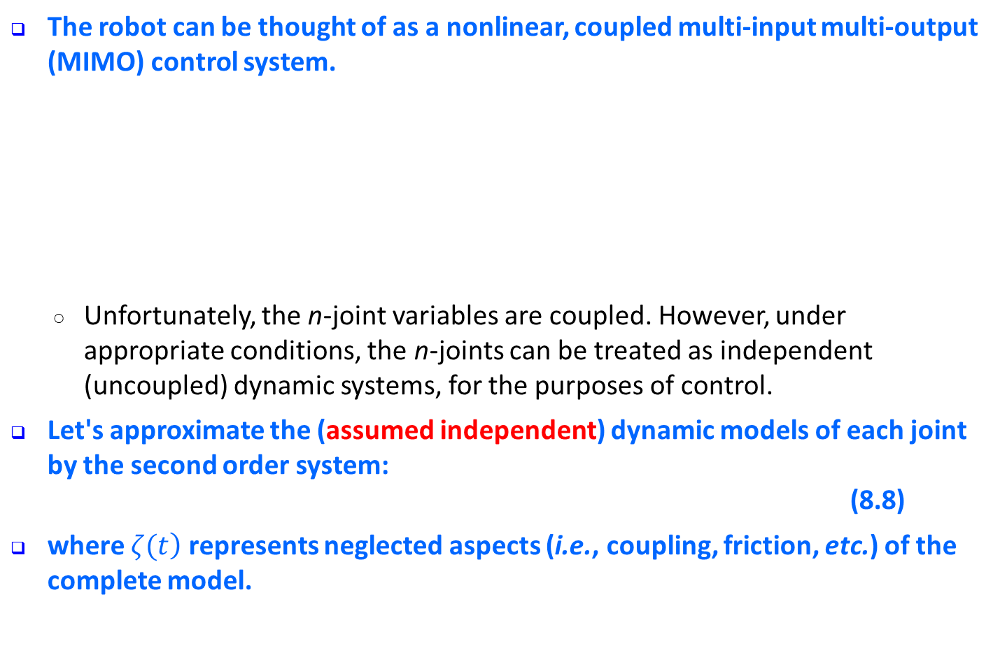 ❑ The robot can be thought of as a nonlinear, coupled multi-input multi-output
(MIMO) control system.
○ Unfortunately, the n-joint variables are coupled. However, under
appropriate conditions, the n-joints can be treated as independent
(uncoupled) dynamic systems, for the purposes of control.
❑ Let's approximate the (assumed independent) dynamic models of each joint
by the second order system:
(8.8)
❑ where ζ(t) represents neglected aspects (i.e., coupling, friction, etc.) of the
complete model.